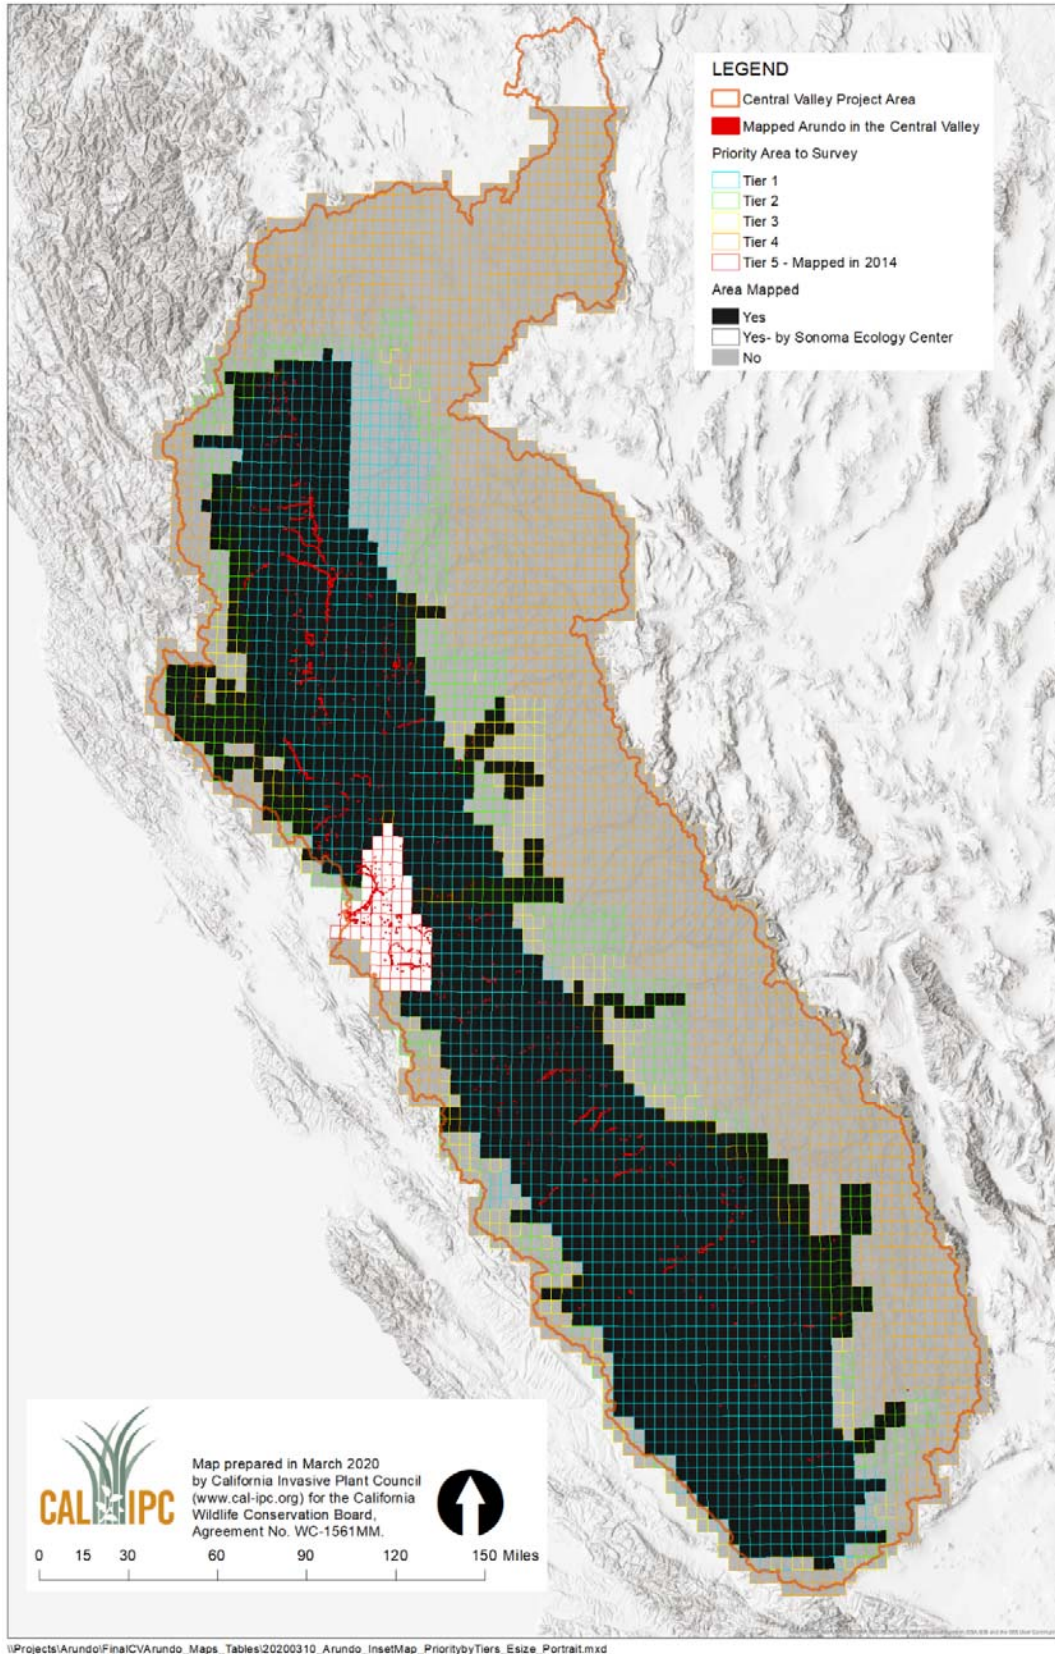 LEGEND
Central Valley Project Area
Mapped Arundo in the Central Valley
Priority Area to Survey
Tier 1
Tier 2
Tier 3
Tier 4
Tier 5 - Mapped in 2014
Area Mapped
Yes
Yes- by Sonoma Ecology Center
No
CAL IPC
Map prepared in March 2020
by California Invasive Plant Council
(www.cal-ipc.org) for the California
Wildlife Conservation Board,
Agreement No. WC-1561MM.
0 15 30 60 90 120 150 Miles
\\Projects\Arundo\FinalCVArundo_Maps_Tables\20200310_Arundo_InsetMap_PrioritybyTiers_Esize_Portrait.mxd